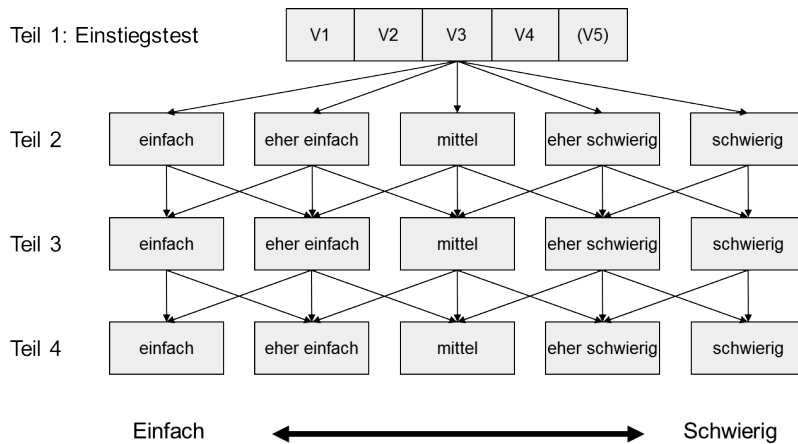 Teil 1: Einstiegstest V1 V2 V3 V4 (V5)
Teil 2 einfach eher einfach mittel eher schwierig schwierig
Teil 3 einfach eher einfach mittel eher schwierig schwierig
Teil 4 einfach eher einfach mittel eher schwierig schwierig
Einfach Schwierig